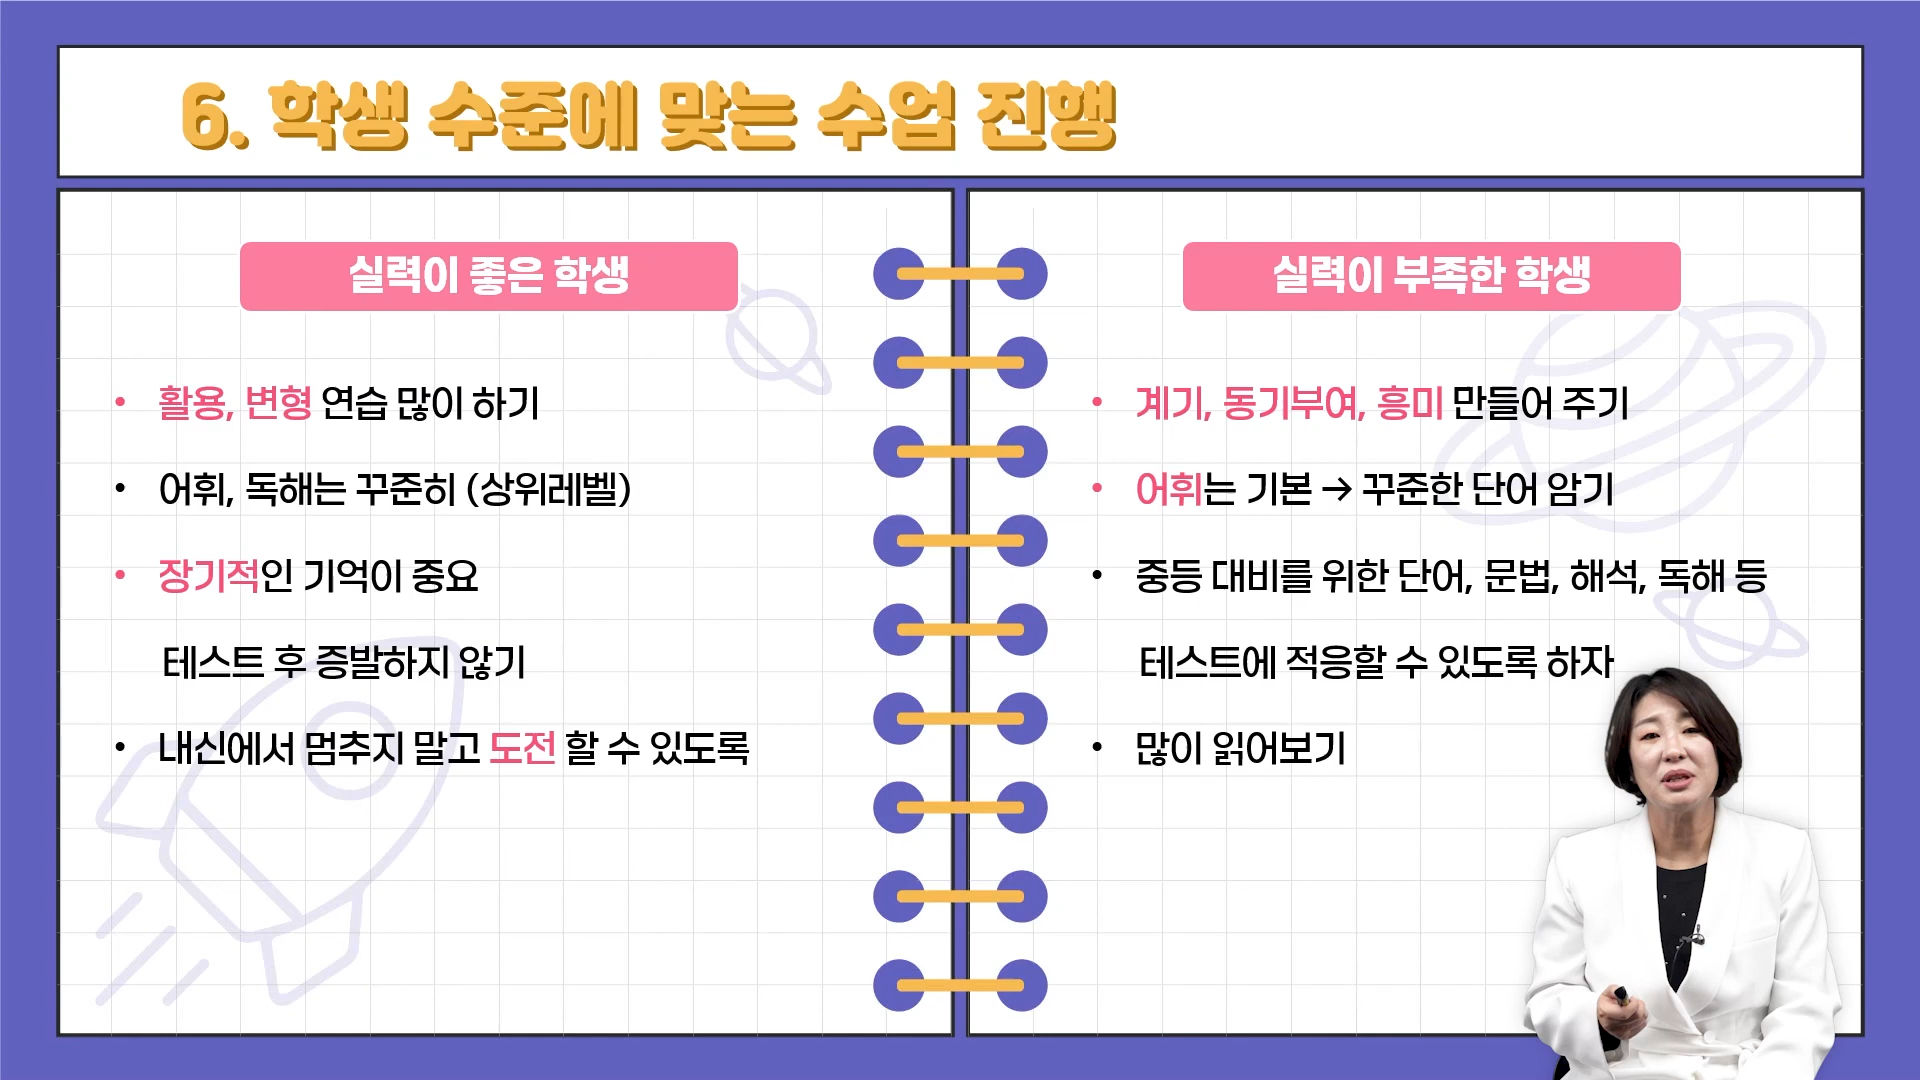 6. 학생 수준에 맞는 수업 진행
실력이 좋은 학생
• 활용, 변형 연습 많이 하기
• 어휘, 독해는 꾸준히 (상위레벨)
• 장기적인 기억이 중요
테스트 후 증발하지 않기
• 내신에서 멈추지 말고 도전 할 수 있도록
실력이 부족한 학생
• 계기, 동기부여, 흥미 만들어 주기
• 어휘는 기본 → 꾸준한 단어 암기
• 중등 대비를 위한 단어, 문법, 해석, 독해 등
테스트에 적응할 수 있도록 하자
• 많이 읽어보기